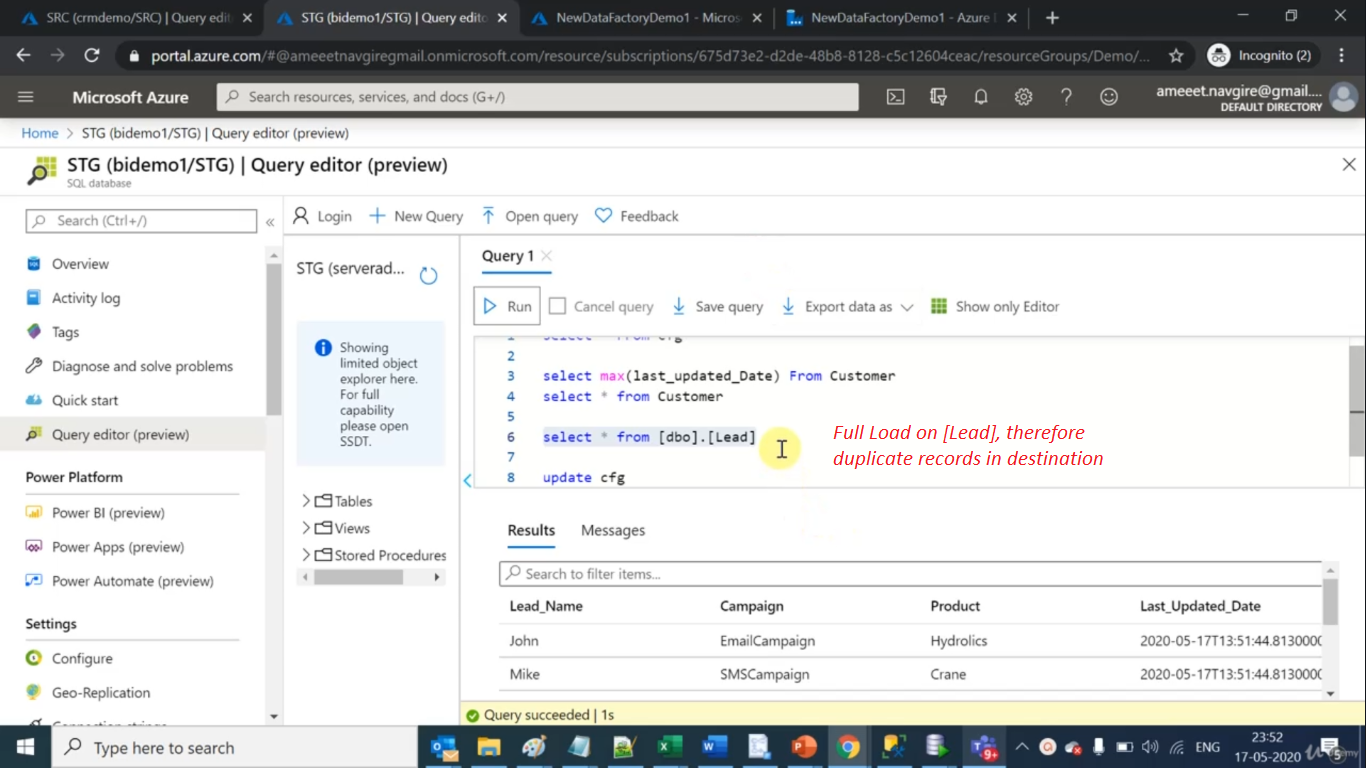 SRC (crmdemo/SRC) | Query edit
STG (bidemo1/STG) | Query edito
NewDataFactoryDemo1 - Micros
NewDataFactoryDemo1 - Azure D
portal.azure.com/#@ameeetnavgiregmail.onmicrosoft.com/resource/subscriptions/675d73e2-d2de-48b8-8128-c5c12604ceac/resourceGroups/Demo/...
Incognito (2)
Microsoft Azure
Search resources, services, and docs (G+/)
ameeet.navgire@gmail....
DEFAULT DIRECTORY
Home > STG (bidemo1/STG) | Query editor (preview)
STG (bidemo1/STG) | Query editor (preview)
SQL database
Search (Ctrl+/)
«
Login
New Query
Open query
Feedback
Overview
Activity log
Tags
Diagnose and solve problems
Quick start
Query editor (preview)
Power Platform
Power BI (preview)
Power Apps (preview)
Power Automate (preview)
Settings
Configure
Geo-Replication
Connection strings
STG (serverad...
Showing
limited object
explorer here.
For full
capability
please open
SSDT.
Tables
Views
Stored Procedures
Query 1
Run
Cancel query
Save query
Export data as
Show only Editor
1 select * from cfg
2
3 select max(last_updated_Date) From Customer
4 select * from Customer
5
6 select * from [dbo].[Lead]
7
8 update cfg
Full Load on [Lead], therefore
duplicate records in destination
Results
Messages
Search to filter items...
Lead_Name Campaign Product Last_Updated_Date
John EmailCampaign Hydrolics 2020-05-17T13:51:44.8130000
Mike SMSCampaign Crane 2020-05-17T13:51:44.8130000
Query succeeded | 1s
Type here to search
9+
ENG
23:52
17-05-2020
5